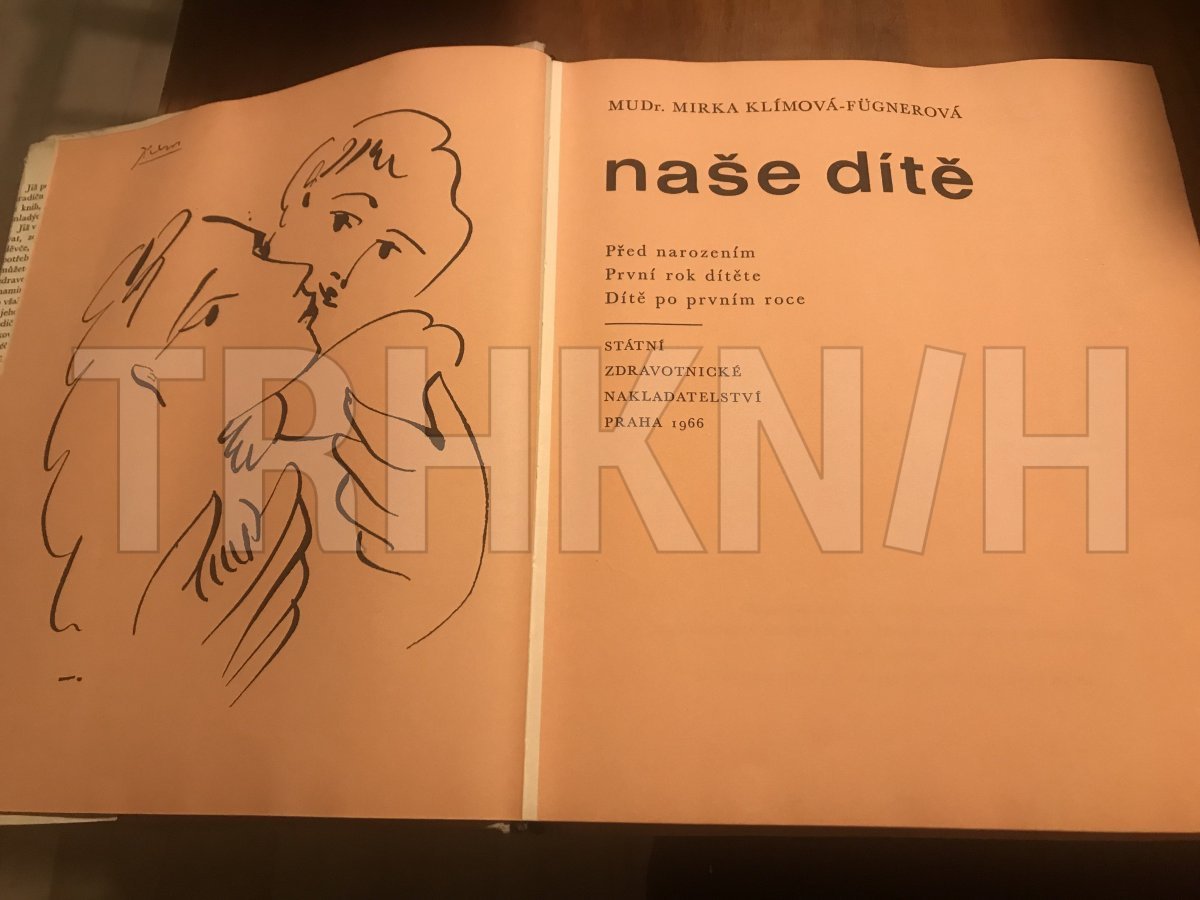 MUDr. MIRKA KLÍMOVÁ-FÜGNEROVÁ
naše dítě
Před narozením
První rok dítěte
Dítě po prvním roce
STÁTNÍ
ZDRAVOTNICKÉ
NAKLADATELSTVÍ
PRAHA 1966
TRHKNIH